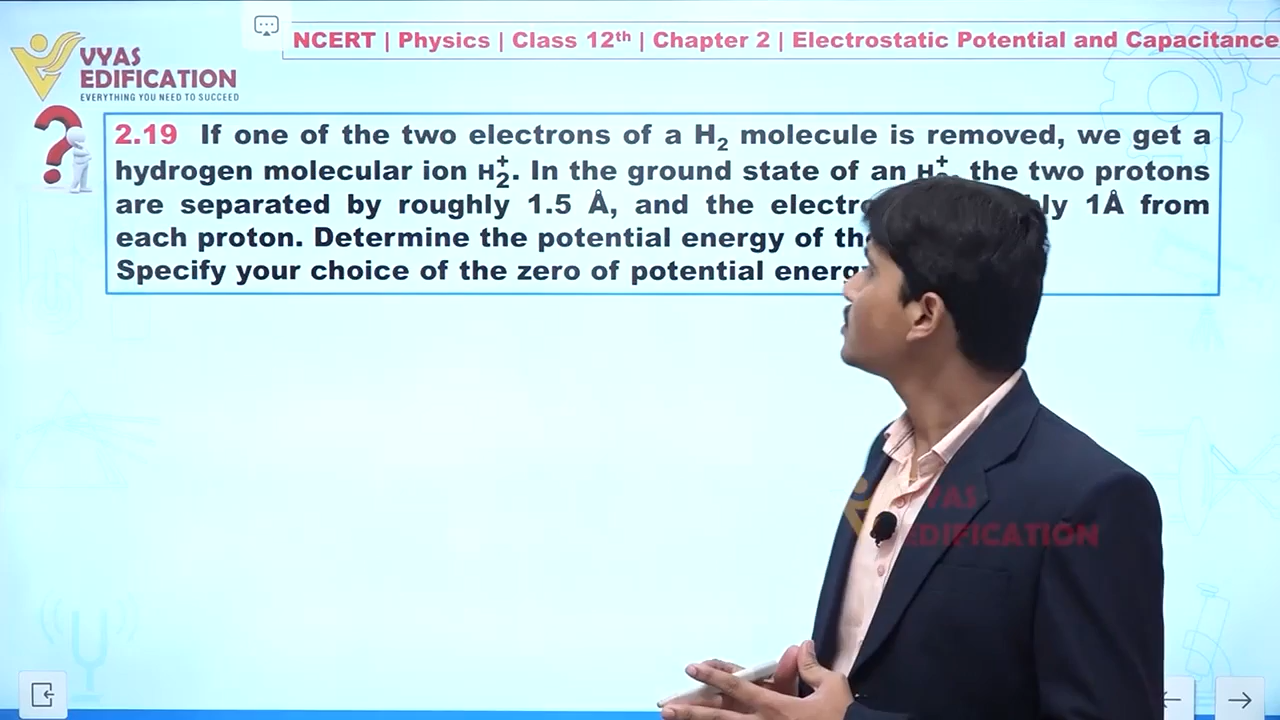 VYAS
EDIFICATION
EVERYTHING YOU NEED TO SUCCEED
NCERT | Physics | Class 12th | Chapter 2 | Electrostatic Potential and Capacitance
2.19 If one of the two electrons of a H₂ molecule is removed, we get a
hydrogen molecular ion H₂⁺. In the ground state of an the two protons
are separated by roughly 1.5 Å, and the 1Å from
each proton. Determine the potential energy of
Specify your choice of the zero of potential
VYAS
EDIFICATION